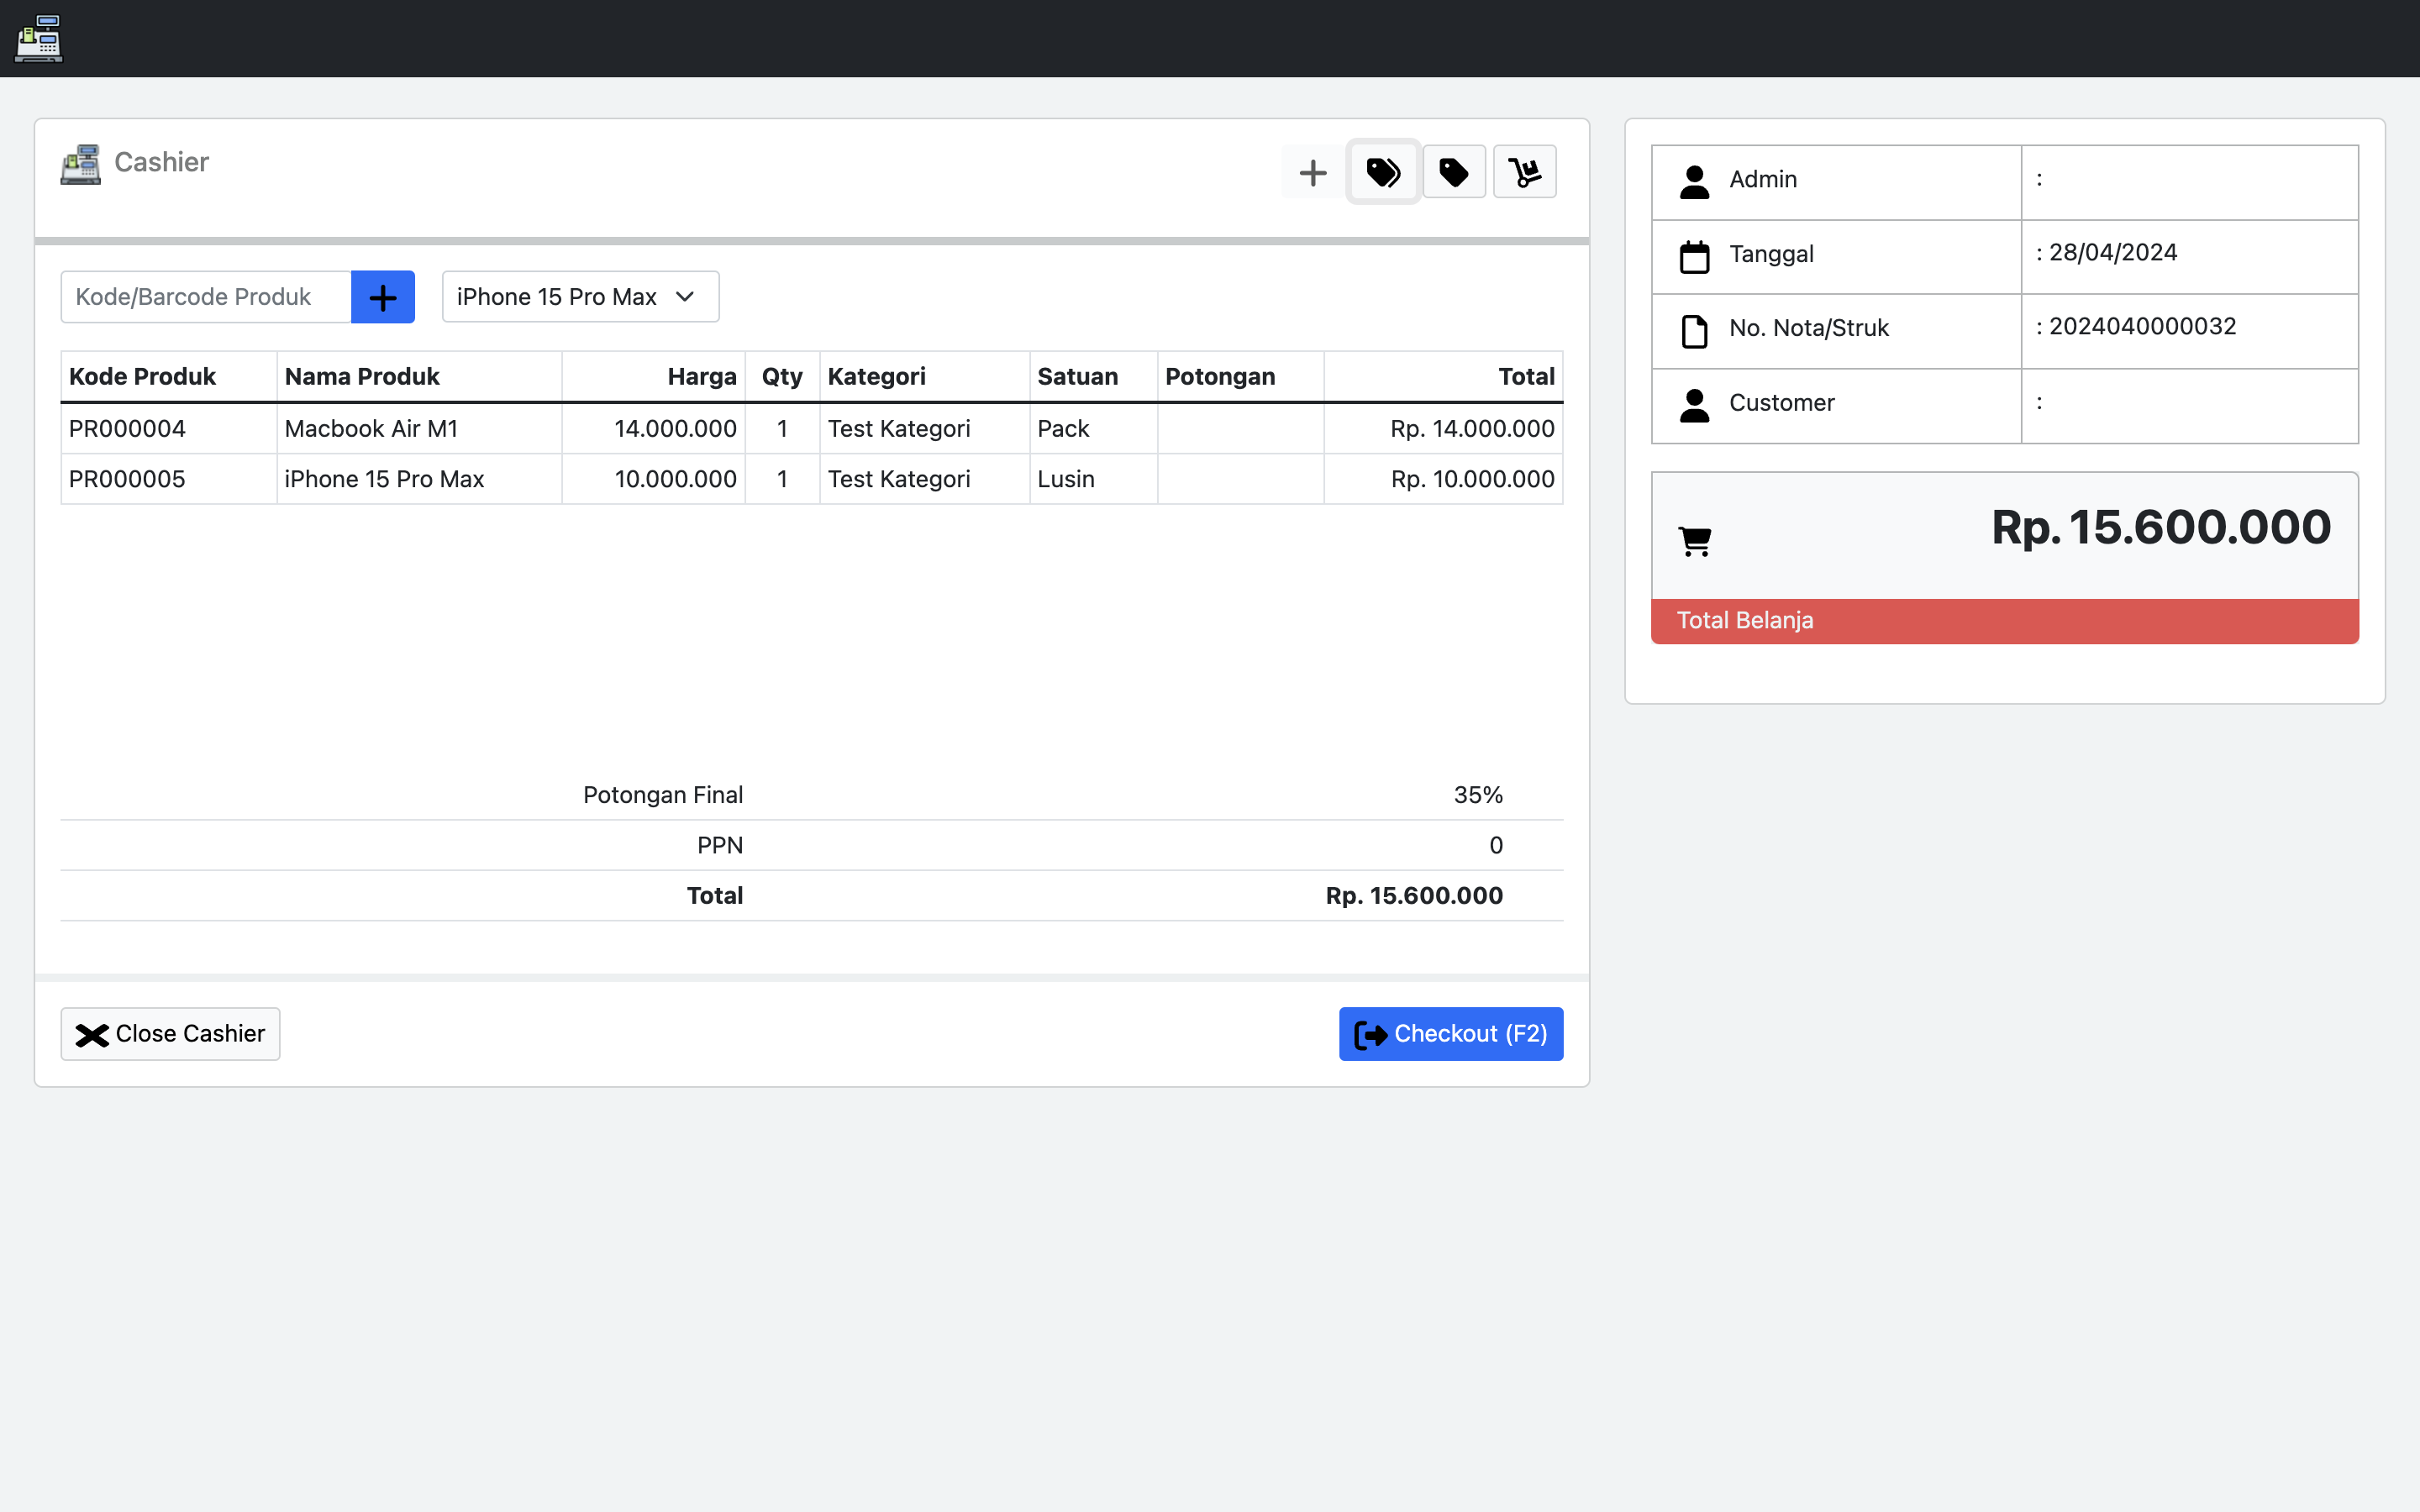 Cashier
Kode/Barcode Produk iPhone 15 Pro Max
Kode Produk Nama Produk Harga Qty Kategori Satuan Potongan Total
PR000004 Macbook Air M1 14.000.000 1 Test Kategori Pack Rp. 14.000.000
PR000005 iPhone 15 Pro Max 10.000.000 1 Test Kategori Lusin Rp. 10.000.000
Potongan Final 35%
PPN 0
Total Rp. 15.600.000
Close Cashier Checkout (F2)
Admin :
Tanggal : 28/04/2024
No. Nota/Struk : 2024040000032
Customer :
Rp. 15.600.000
Total Belanja